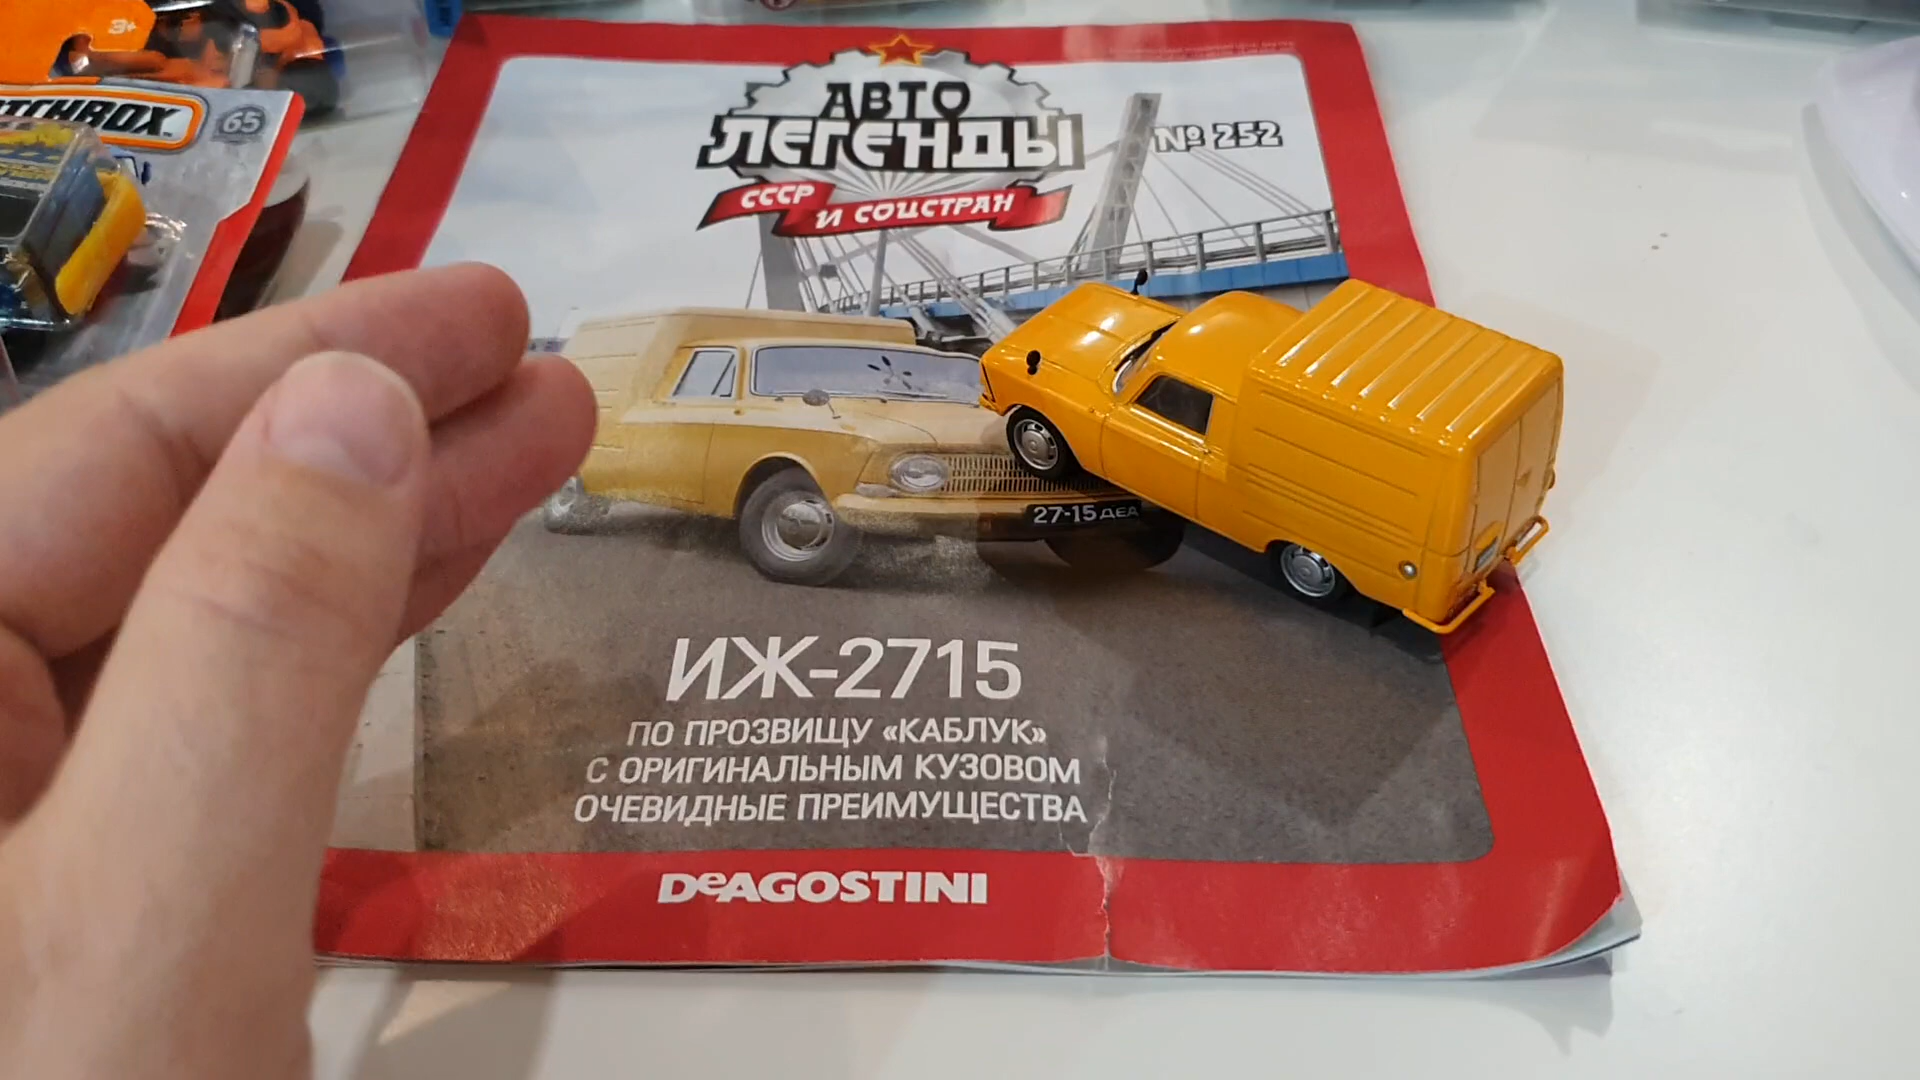 3+
TCHBOX
65
АВТО
ЛЕГЕНДЫ
№ 252
СССР
И СОЦСТРАН
27-15 ДЕА
ИЖ-2715
ПО ПРОЗВИЩУ «КАБЛУК»
С ОРИГИНАЛЬНЫМ КУЗОВОМ
ОЧЕВИДНЫЕ ПРЕИМУЩЕСТВА
DeAGOSTINI